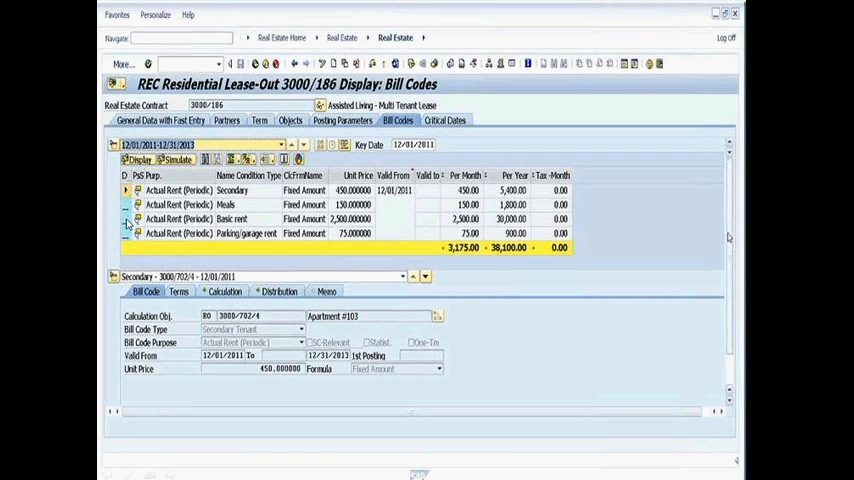 Favorites Personalize Help
Navigate: Real Estate Home Real Estate Real Estate Log Off
More...
REC Residential Lease-Out 3000/186 Display: Bill Codes
Real Estate Contract 3000/186 Assisted Living - Multi Tenant Lease
General Data with Fast Entry Partners Term Objects Posting Parameters Bill Codes Critical Dates
12/01/2011-12/31/2013 Key Date 12/01/2011
Display Simulate
D PsS Purp. Name Condition Type ClcFrmName Unit Price Valid From Valid to Per Month Per Year Tax -Month
Actual Rent (Periodic) Secondary Fixed Amount 450.000000 12/01/2011 450.00 5,400.00 0.00
Actual Rent (Periodic) Meals Fixed Amount 150.000000 150.00 1,800.00 0.00
Actual Rent (Periodic) Basic rent Fixed Amount 2,500.000000 2,500.00 30,000.00 0.00
Actual Rent (Periodic) Parking/garage rent Fixed Amount 75.000000 75.00 900.00 0.00
3,175.00 38,100.00 0.00
Secondary - 3000/702/4 - 12/01/2011
Bill Code Terms Calculation Distribution Memo
Calculation Obj. RO 3000/702/4 Apartment #103
Bill Code Type Secondary Tenant
Bill Code Purpose Actual Rent (Periodic) SC-Relevant Statist. One-Tm
Valid From 12/01/2011 To 12/31/2013 1st Posting
Unit Price 450.000000 Formula Fixed Amount
SAP